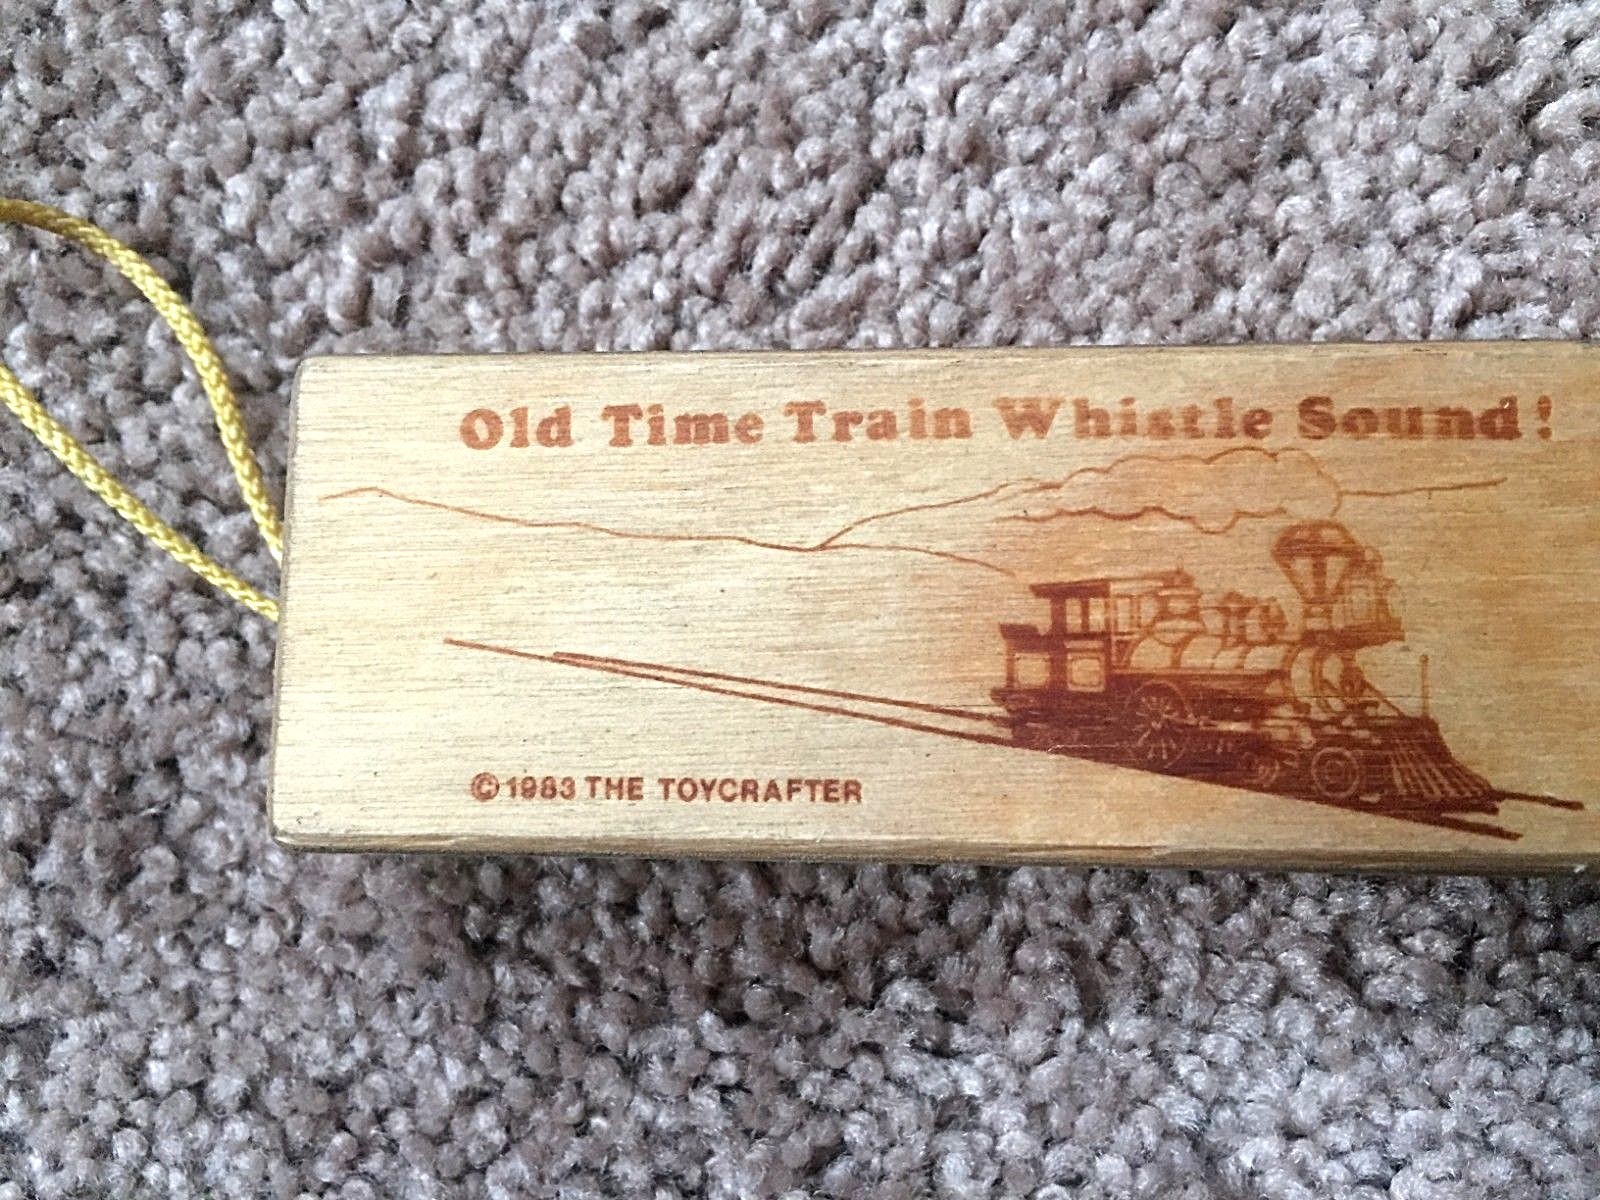 Old Time Train Whistle Sound!
©1983 THE TOYCRAFTER